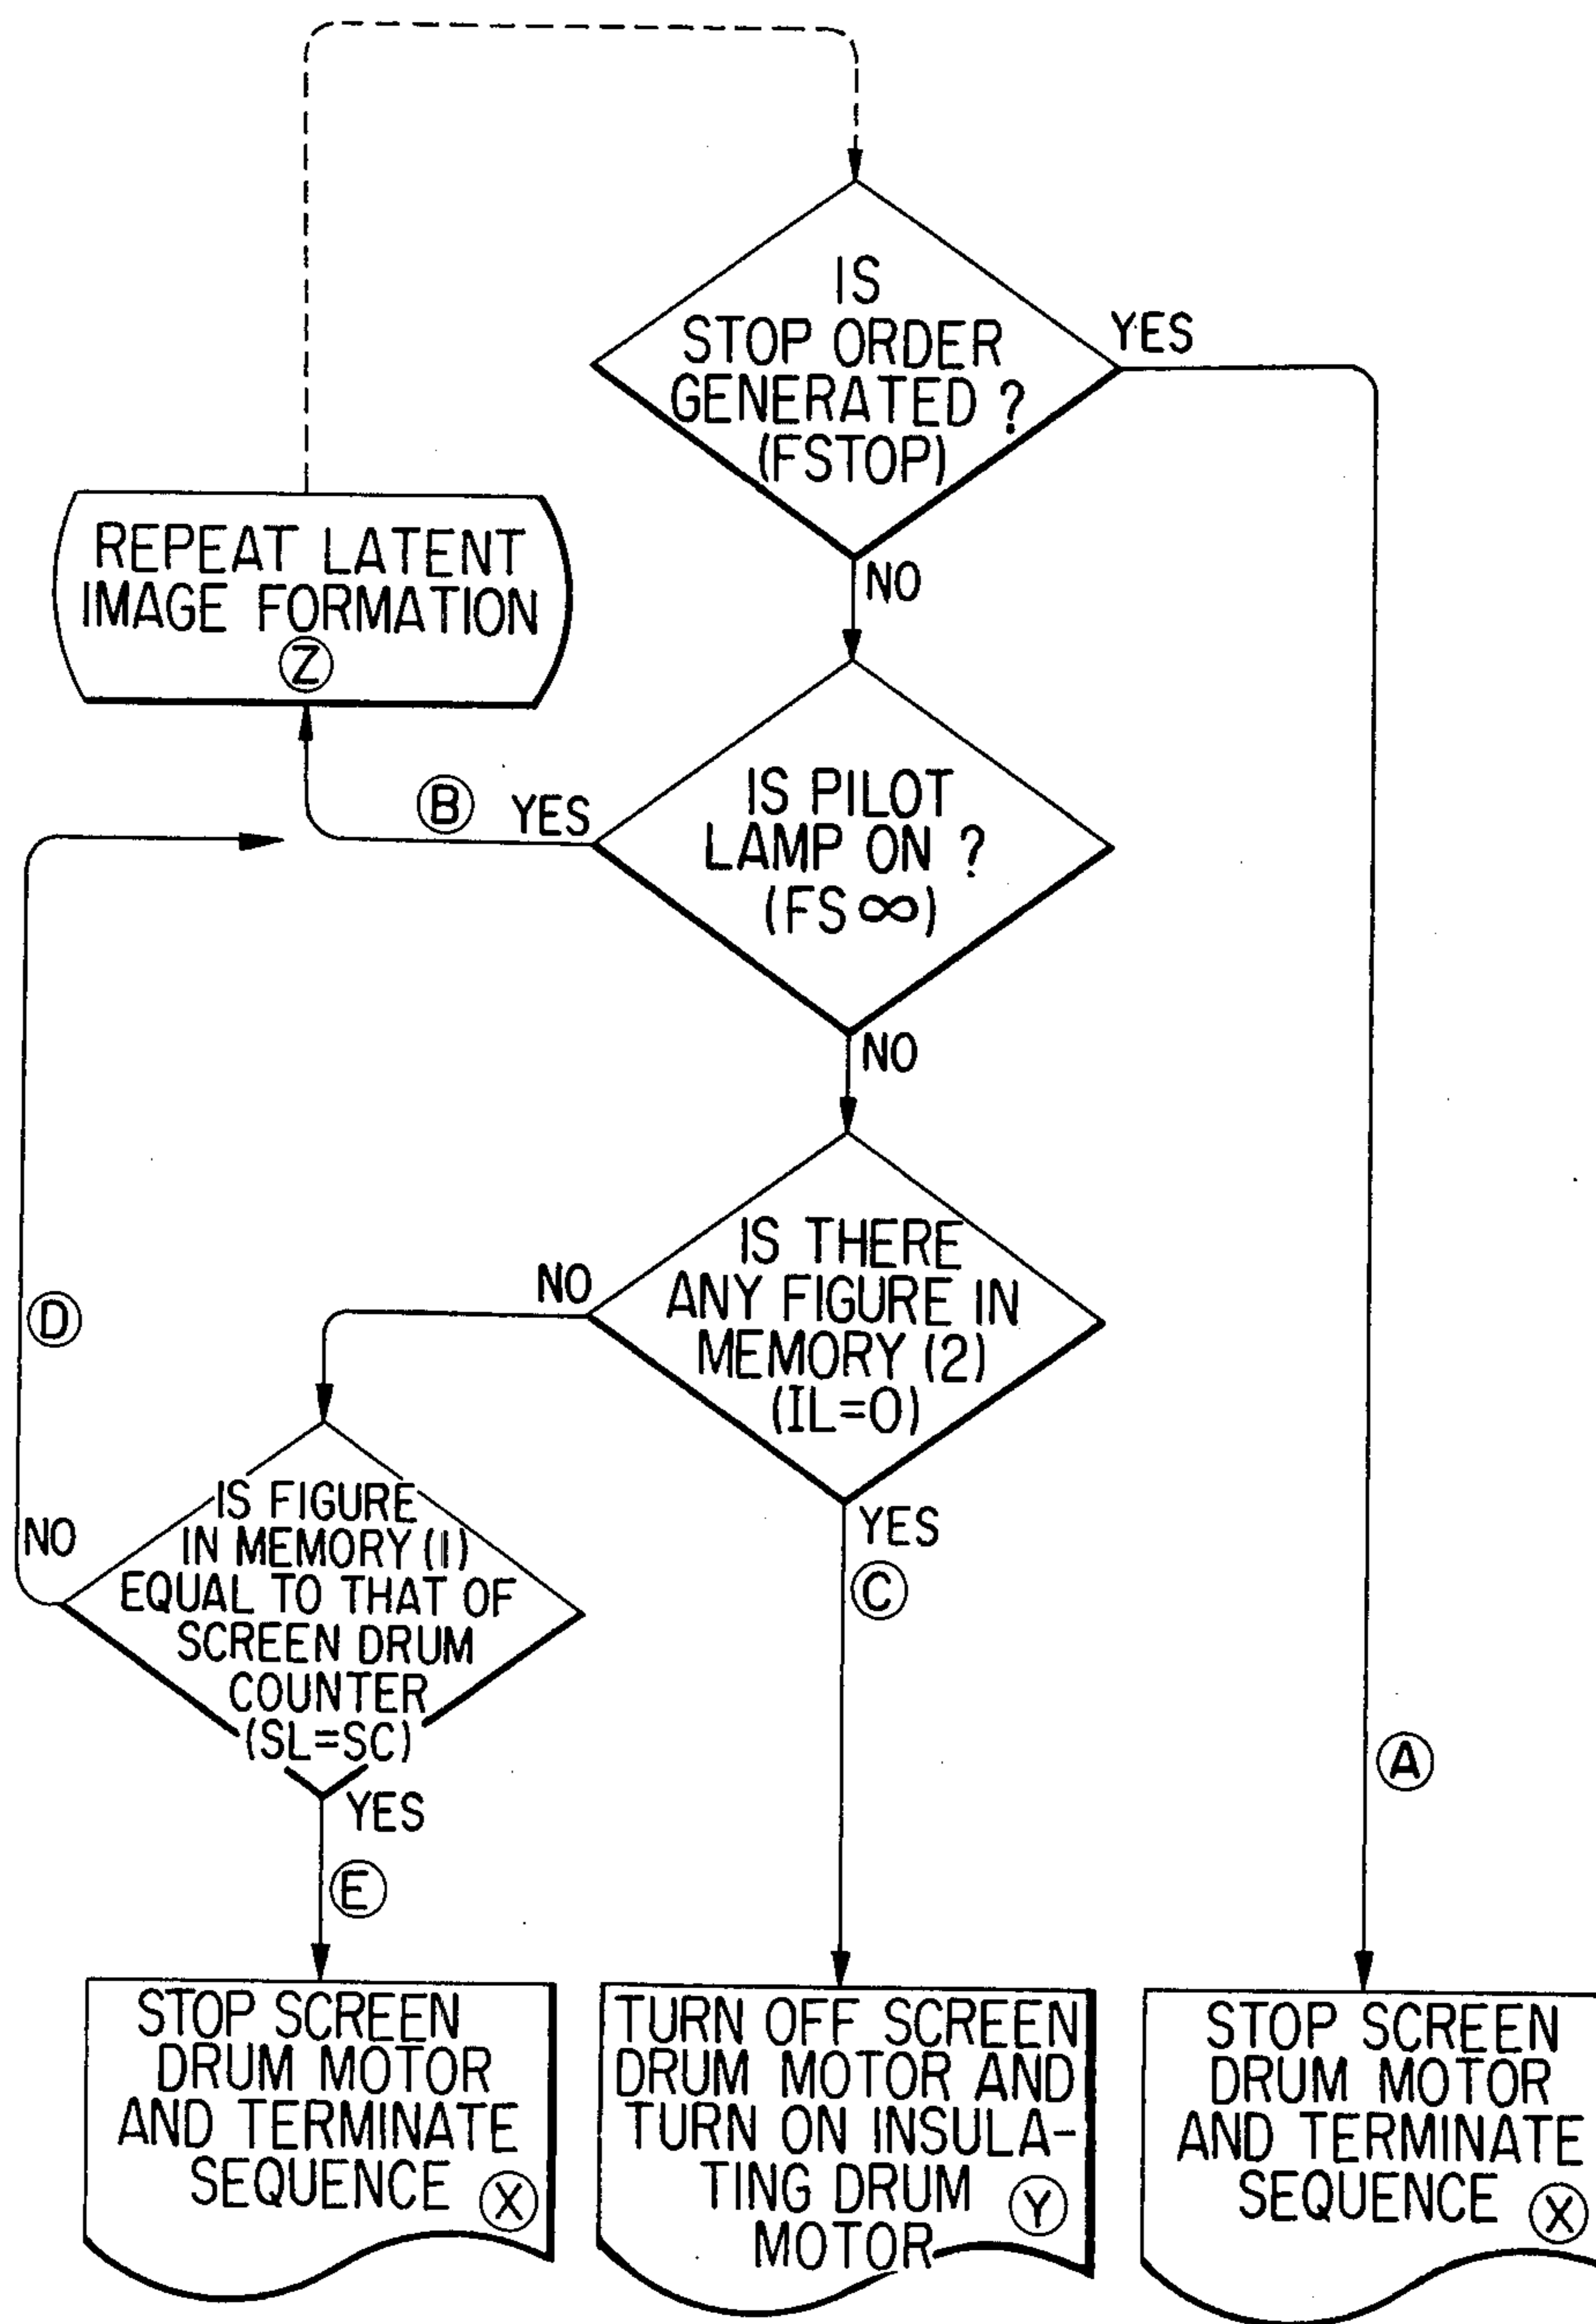 IS
STOP ORDER
GENERATED ?
(FSTOP)
YES
NO
REPEAT LATENT
IMAGE FORMATION
Z
B
YES
IS PILOT
LAMP ON ?
(FS∞)
NO
IS THERE
ANY FIGURE IN
MEMORY (2)
(IL=0)
NO
D
YES
C
IS FIGURE
IN MEMORY (1)
EQUAL TO THAT OF
SCREEN DRUM
COUNTER
(SL=SC)
NO
YES
E
A
STOP SCREEN
DRUM MOTOR
AND TERMINATE
SEQUENCE X
TURN OFF SCREEN
DRUM MOTOR AND
TURN ON INSULA-
TING DRUM Y
MOTOR
STOP SCREEN
DRUM MOTOR
AND TERMINATE
SEQUENCE X